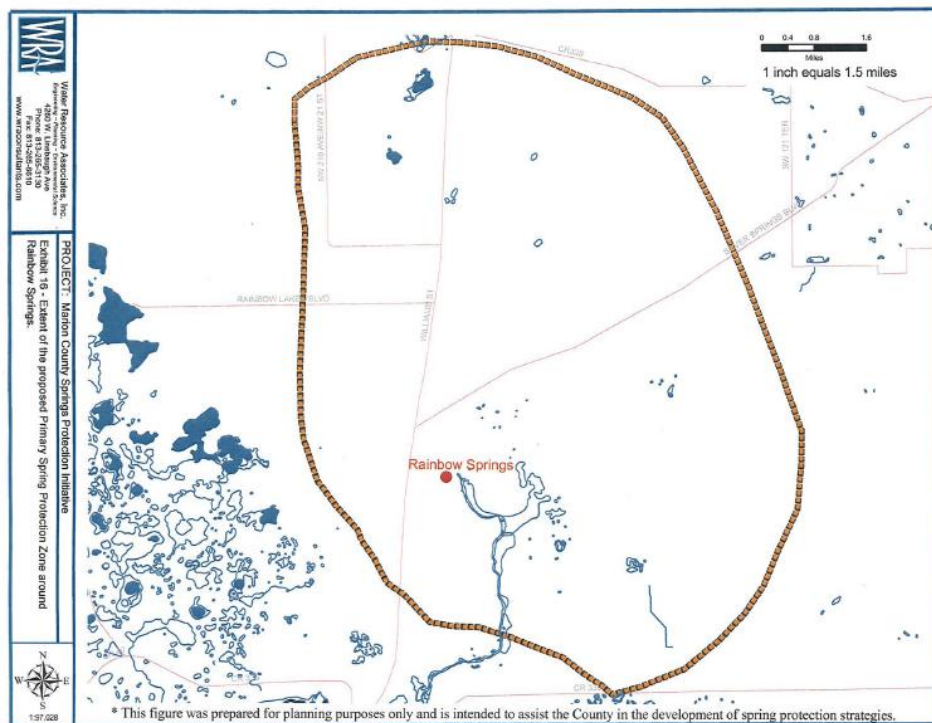 WRA
Water Resource Associates, Inc.
Engineering ~ Planning ~ Environmental Science
4260 W. Linebaugh Ave
Phone: 813-265-3130
Fax: 813-265-6610
www.wraconsultants.com
PROJECT: Marion County Springs Protection Initiative
Exhibit 16 - Extent of the proposed Primary Spring Protection Zone around
Rainbow Springs.
N
W E
S
1:97,028
0 0.4 0.8 1.6
Miles
1 inch equals 1.5 miles
CR
RAINBOW LAKES BLVD
SPRINGS
Rainbow Springs
CR
* This figure was prepared for planning purposes only and is intended to assist the County in the development of spring protection strategies.